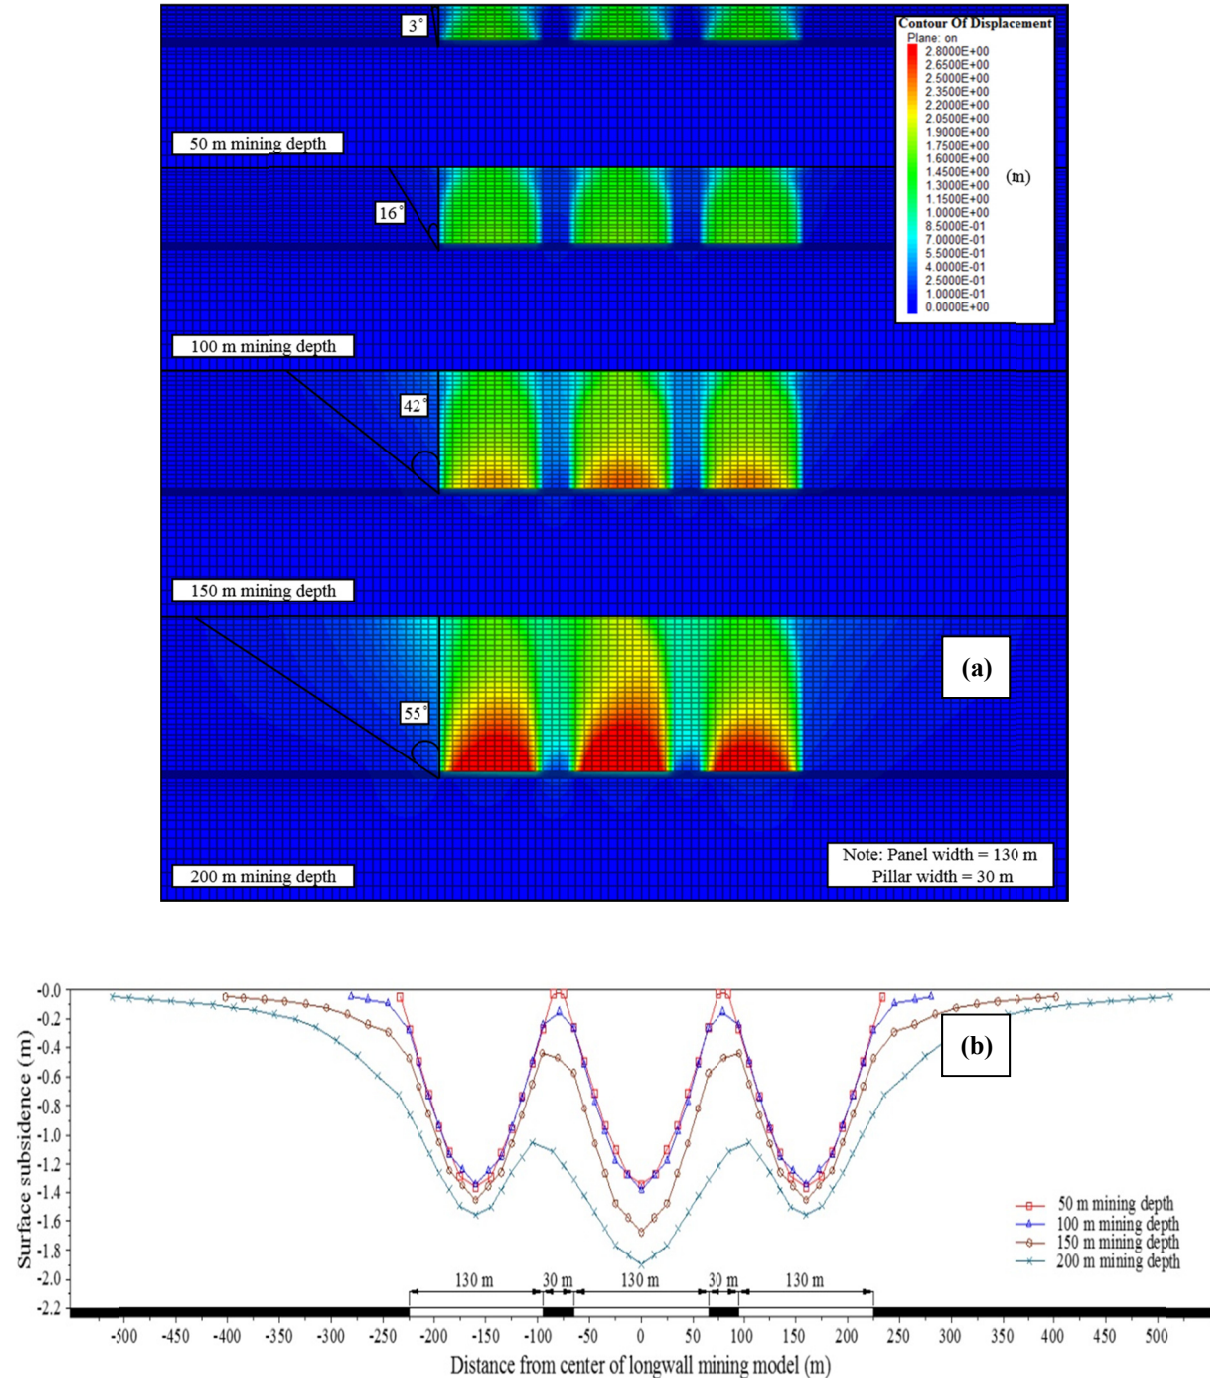 3°
Contour Of Displacement
Plane: on
2.8000E+00
2.6500E+00
2.5000E+00
2.3500E+00
2.2000E+00
2.0500E+00
1.9000E+00
1.7500E+00
1.6000E+00
1.4500E+00
1.3000E+00
1.1500E+00
1.0000E+00
8.5000E-01
7.0000E-01
5.5000E-01
4.0000E-01
2.5000E-01
1.0000E-01
0.0000E+00
(m)
50 m mining depth
16°
100 m mining depth
42°
150 m mining depth
(a)
55°
Note: Panel width = 130 m
Pillar width = 30 m
200 m mining depth
Surface subsidence (m)
-0.0
-0.2
-0.4
-0.6
-0.8
-1.0
-1.2
-1.4
-1.6
-1.8
-2.0
-2.2
(b)
50 m mining depth
100 m mining depth
150 m mining depth
200 m mining depth
130 m 30 m 130 m 30 m 130 m
-500 -450 -400 -350 -300 -250 -200 -150 -100 -50 0 50 100 150 200 250 300 350 400 450 500
Distance from center of longwall mining model (m)